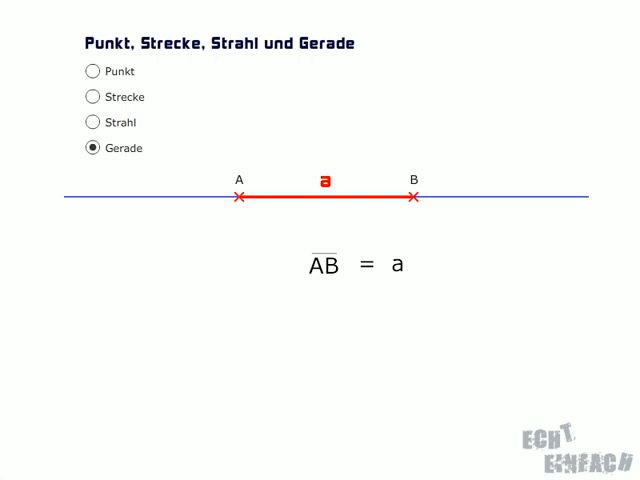 Punkt, Strecke, Strahl und Gerade
Punkt
Strecke
Strahl
Gerade
A a B
AB = a
ECHT
EINFACH